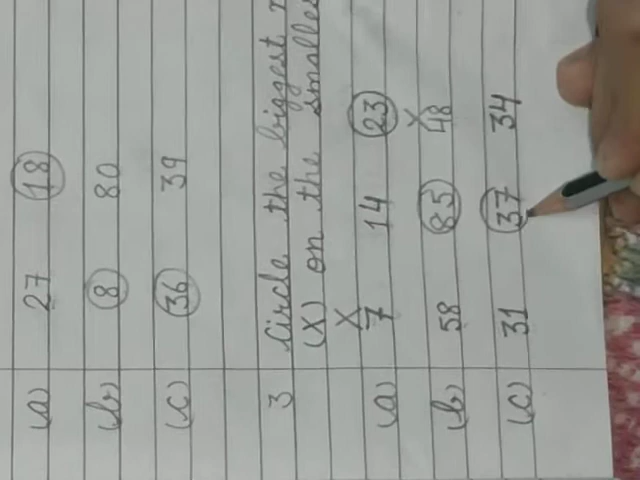 (a) 27 18
(b) 8 80
(c) 36 39
3 Circle the biggest
(X) on the smalles
X
(a) 7 14 23
X
(b) 58 85 48
(c) 31 37 34